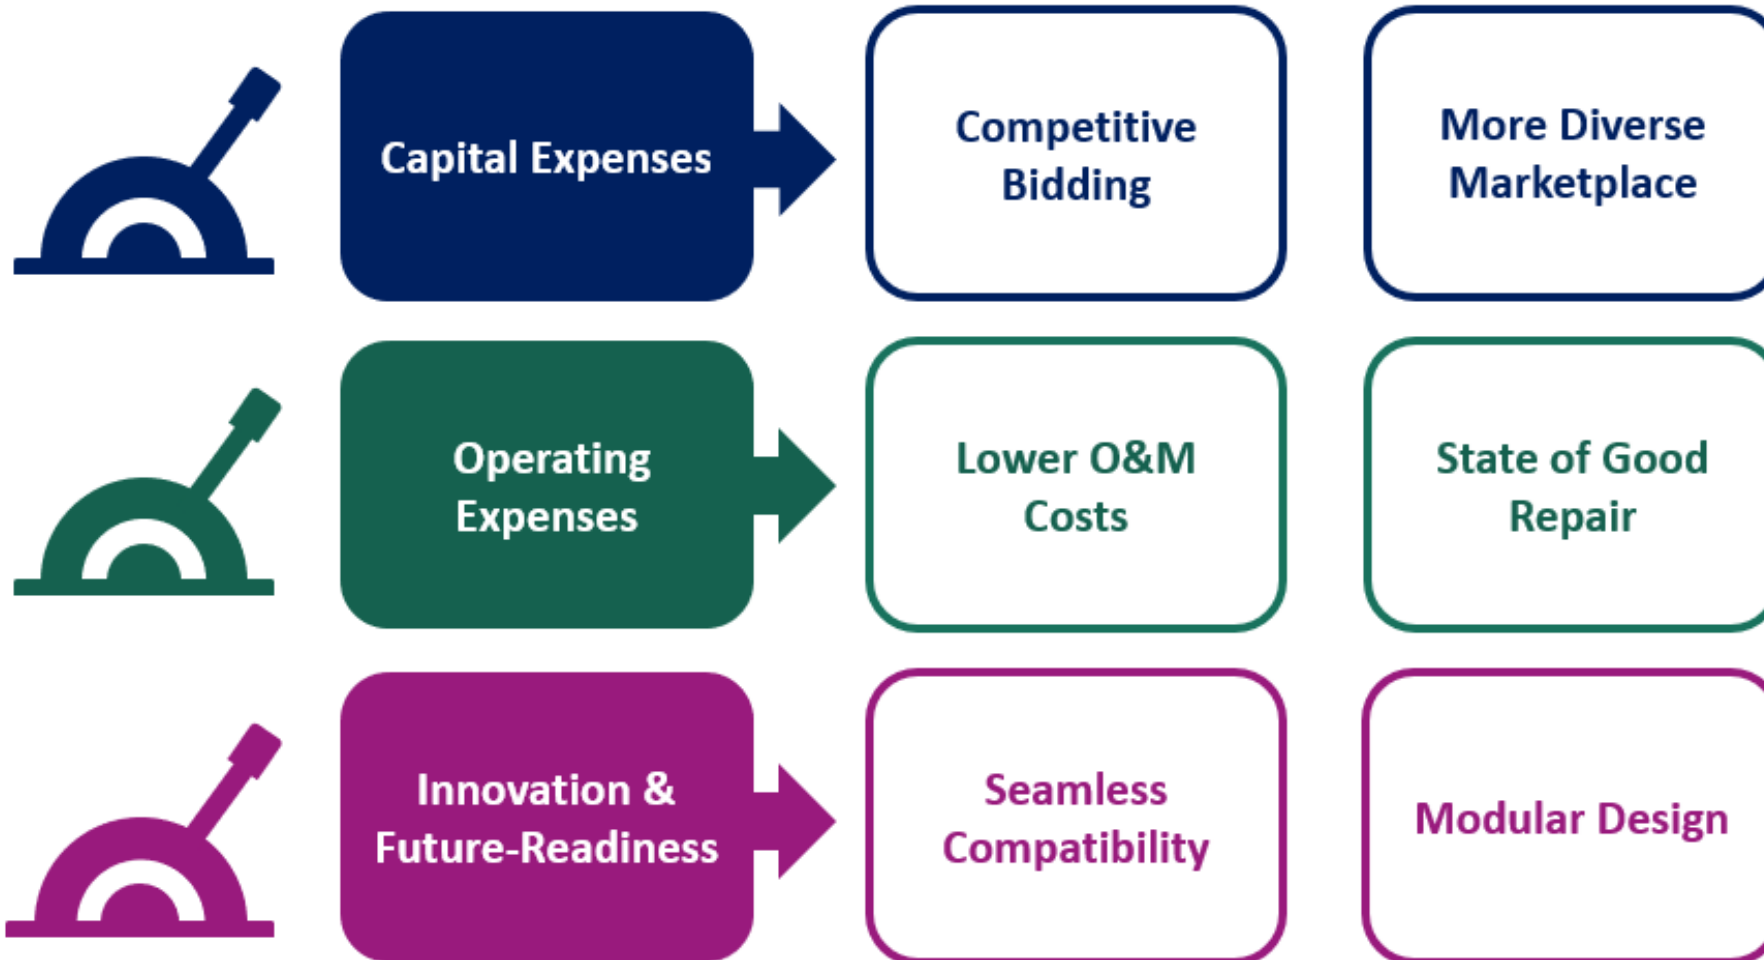 Capital Expenses
Competitive
Bidding
More Diverse
Marketplace
Operating
Expenses
Lower O&M
Costs
State of Good
Repair
Innovation &
Future-Readiness
Seamless
Compatibility
Modular Design